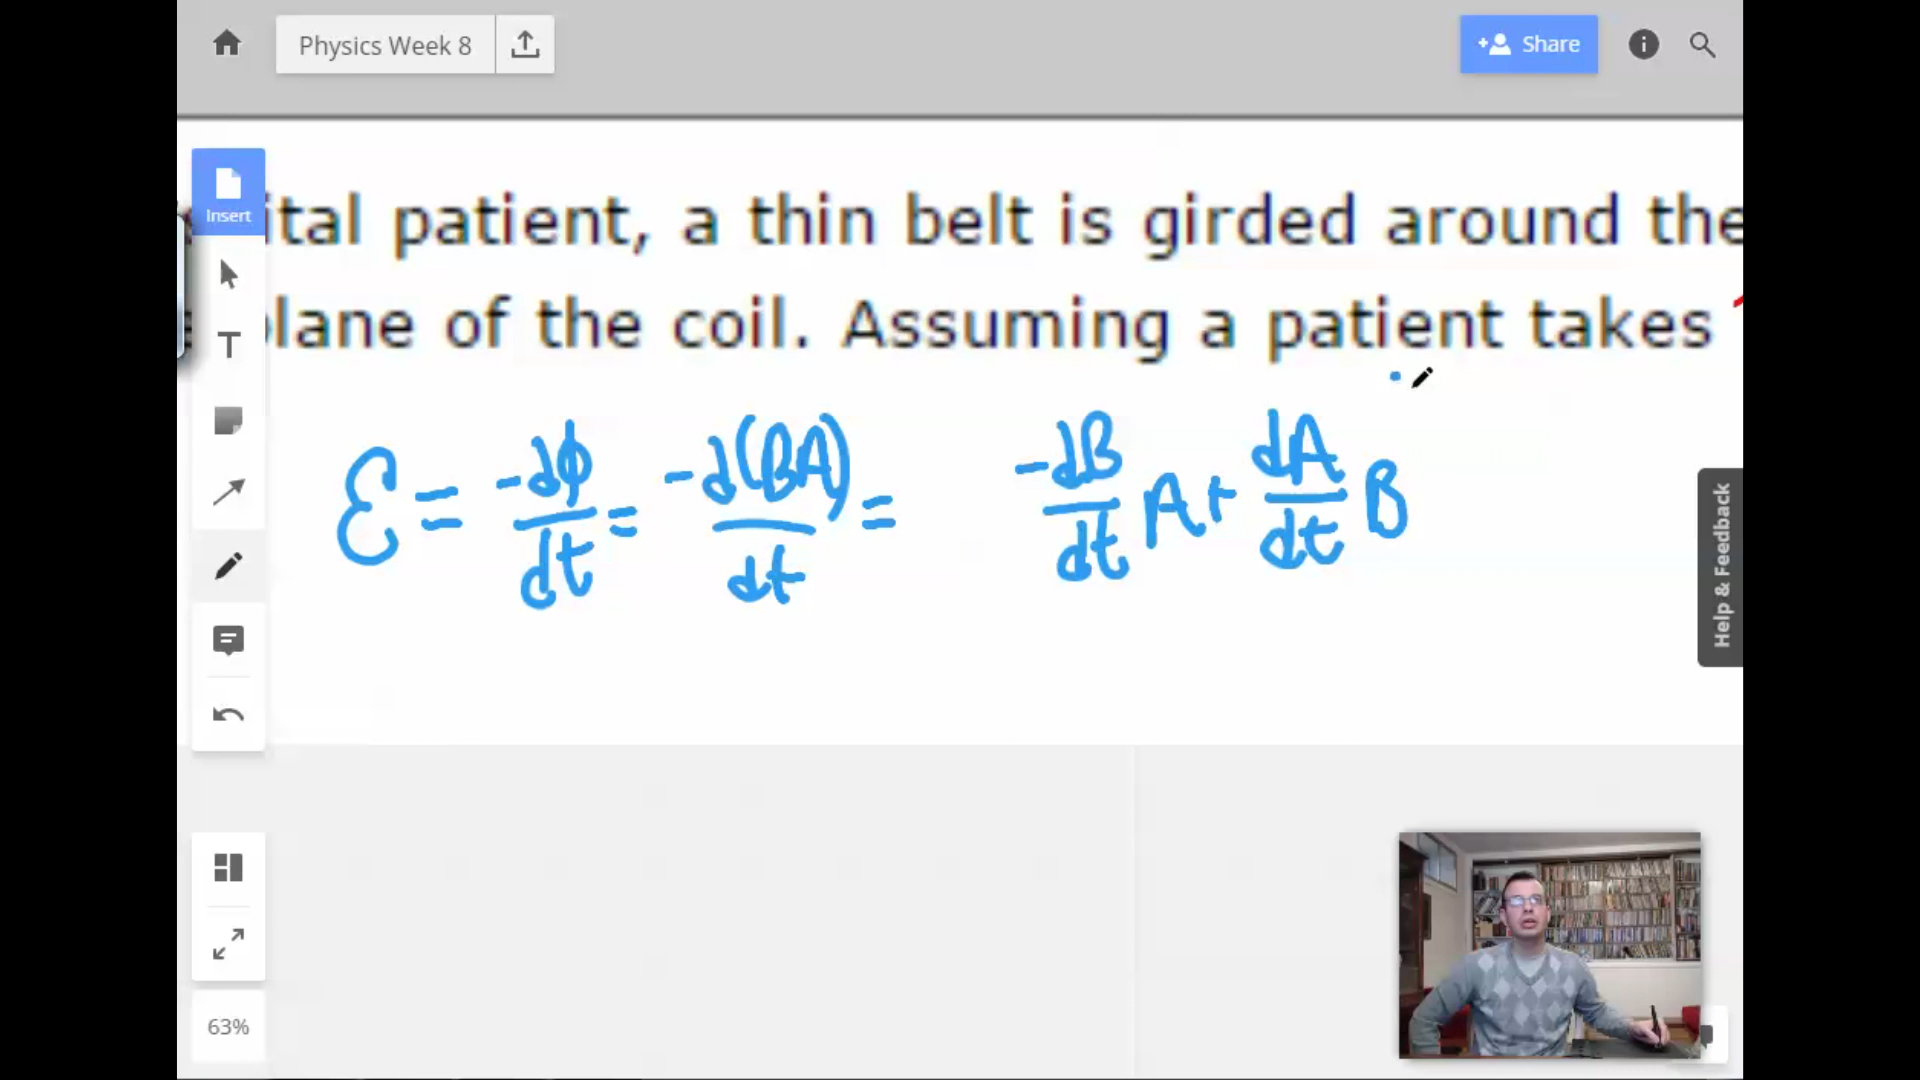 Physics Week 8
Share
Insert
ital patient, a thin belt is girded around the
plane of the coil. Assuming a patient takes
ℰ = -dϕ/dt = -d(BA)/dt = -dB/dt A + dA/dt B
T
Help & Feedback
63%